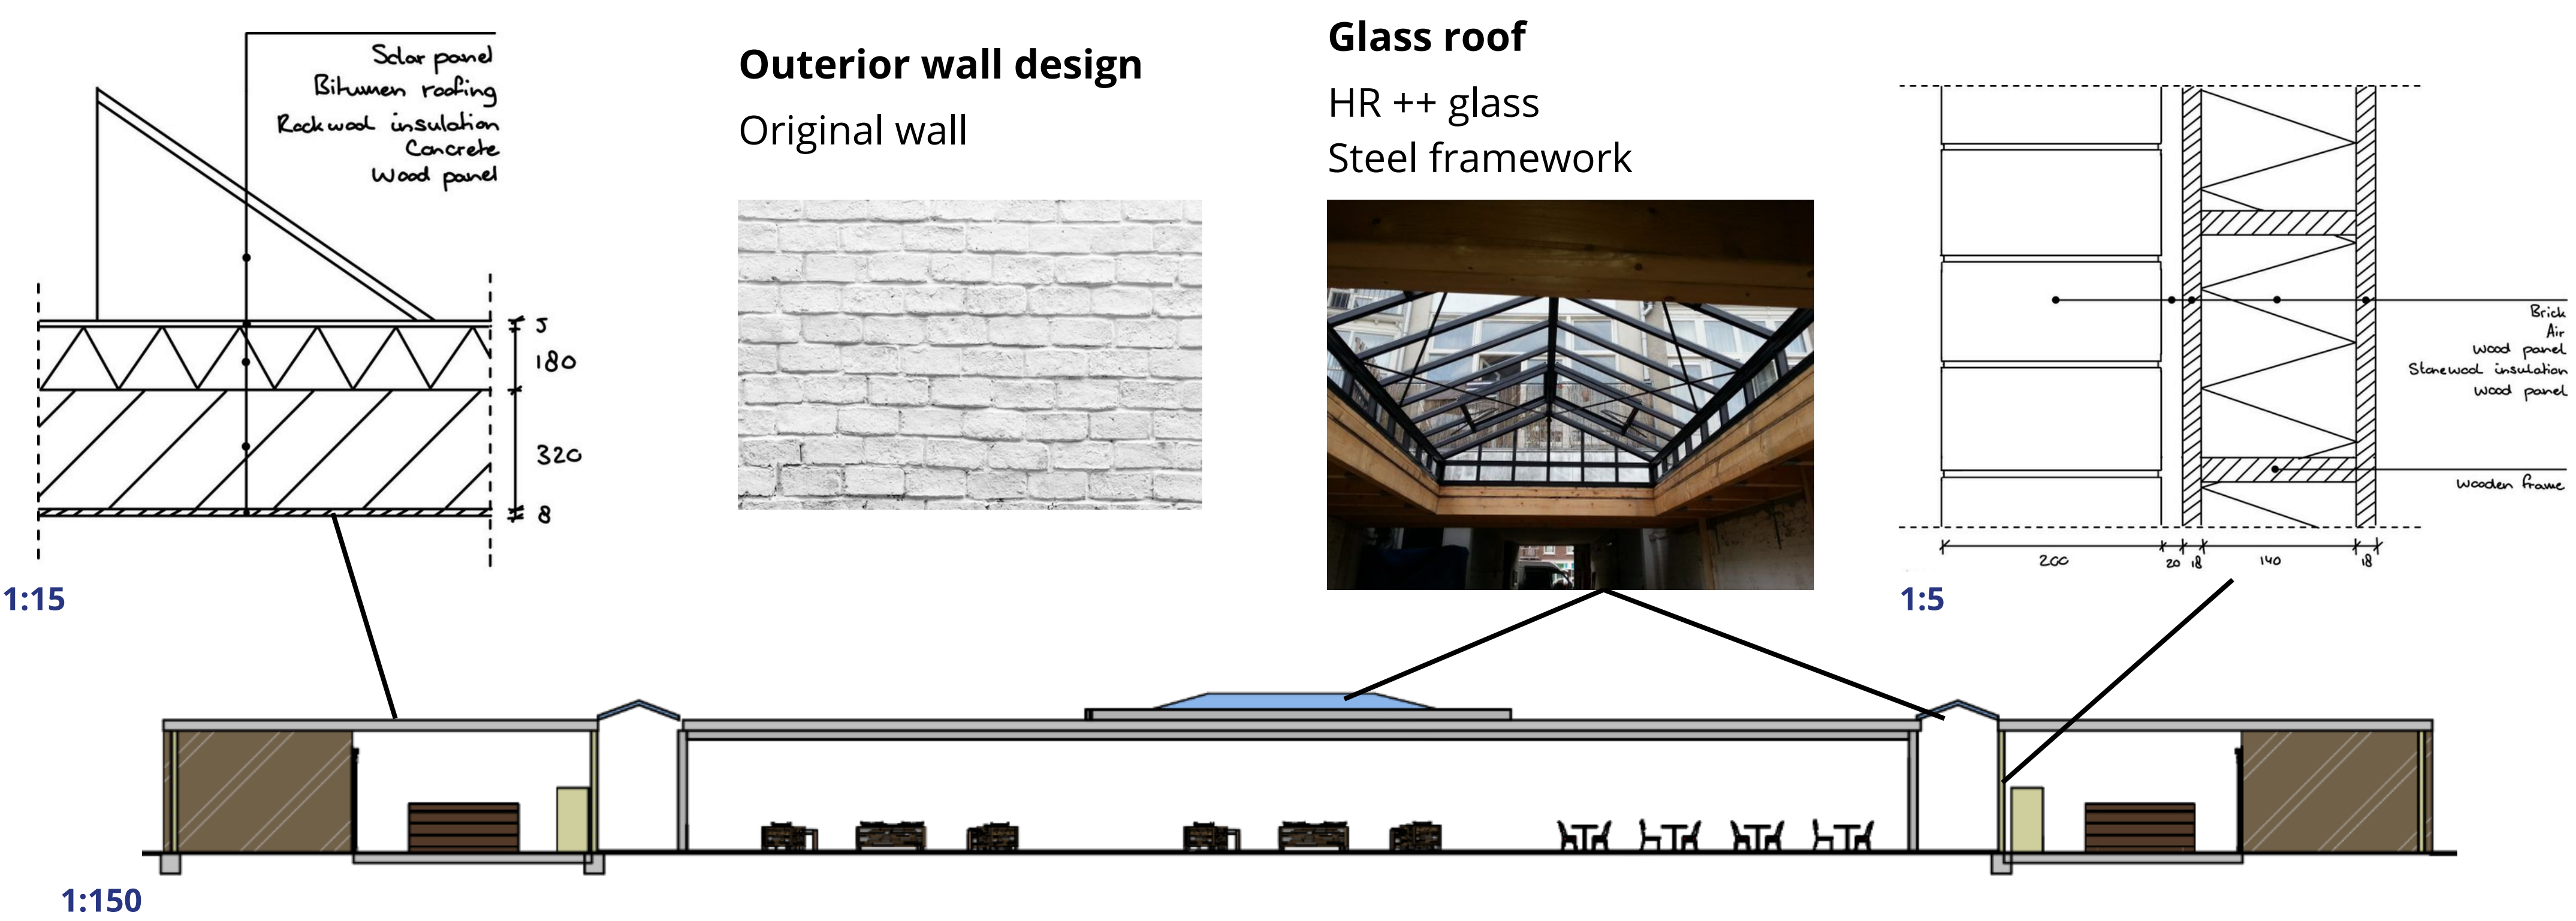 Solar panel
Bitumen roofing
Rockwool insulation
Concrete
Wood panel
5
180
320
8
1:15
Outerior wall design
Original wall
Glass roof
HR ++ glass
Steel framework
Brick
Air
Wood panel
Stonewool insulation
Wood panel
Wooden frame
200
20
18
140
18
1:5
1:150